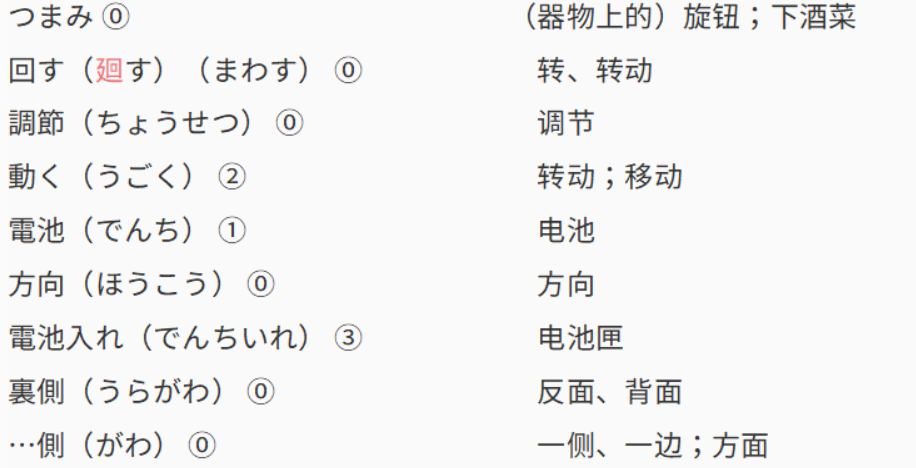 つまみ⓪ （器物上的）旋钮；下酒菜
回す（廻す）（まわす）⓪ 转、转动
調節（ちょうせつ）⓪ 调节
動く（うごく）② 转动；移动
電池（でんち）① 电池
方向（ほうこう）⓪ 方向
電池入れ（でんちいれ）③ 电池匣
裏側（うらがわ）⓪ 反面、背面
…側（がわ）⓪ 一侧、一边；方面